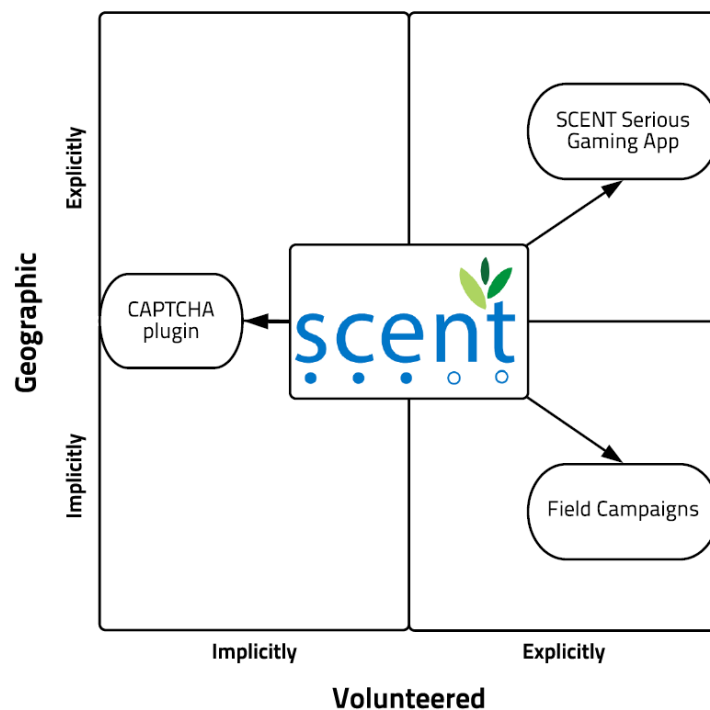 Explicitly
SCENT Serious
Gaming App
Geographic
CAPTCHA
plugin
scent
Implicitly
Field Campaigns
Implicitly
Explicitly
Volunteered